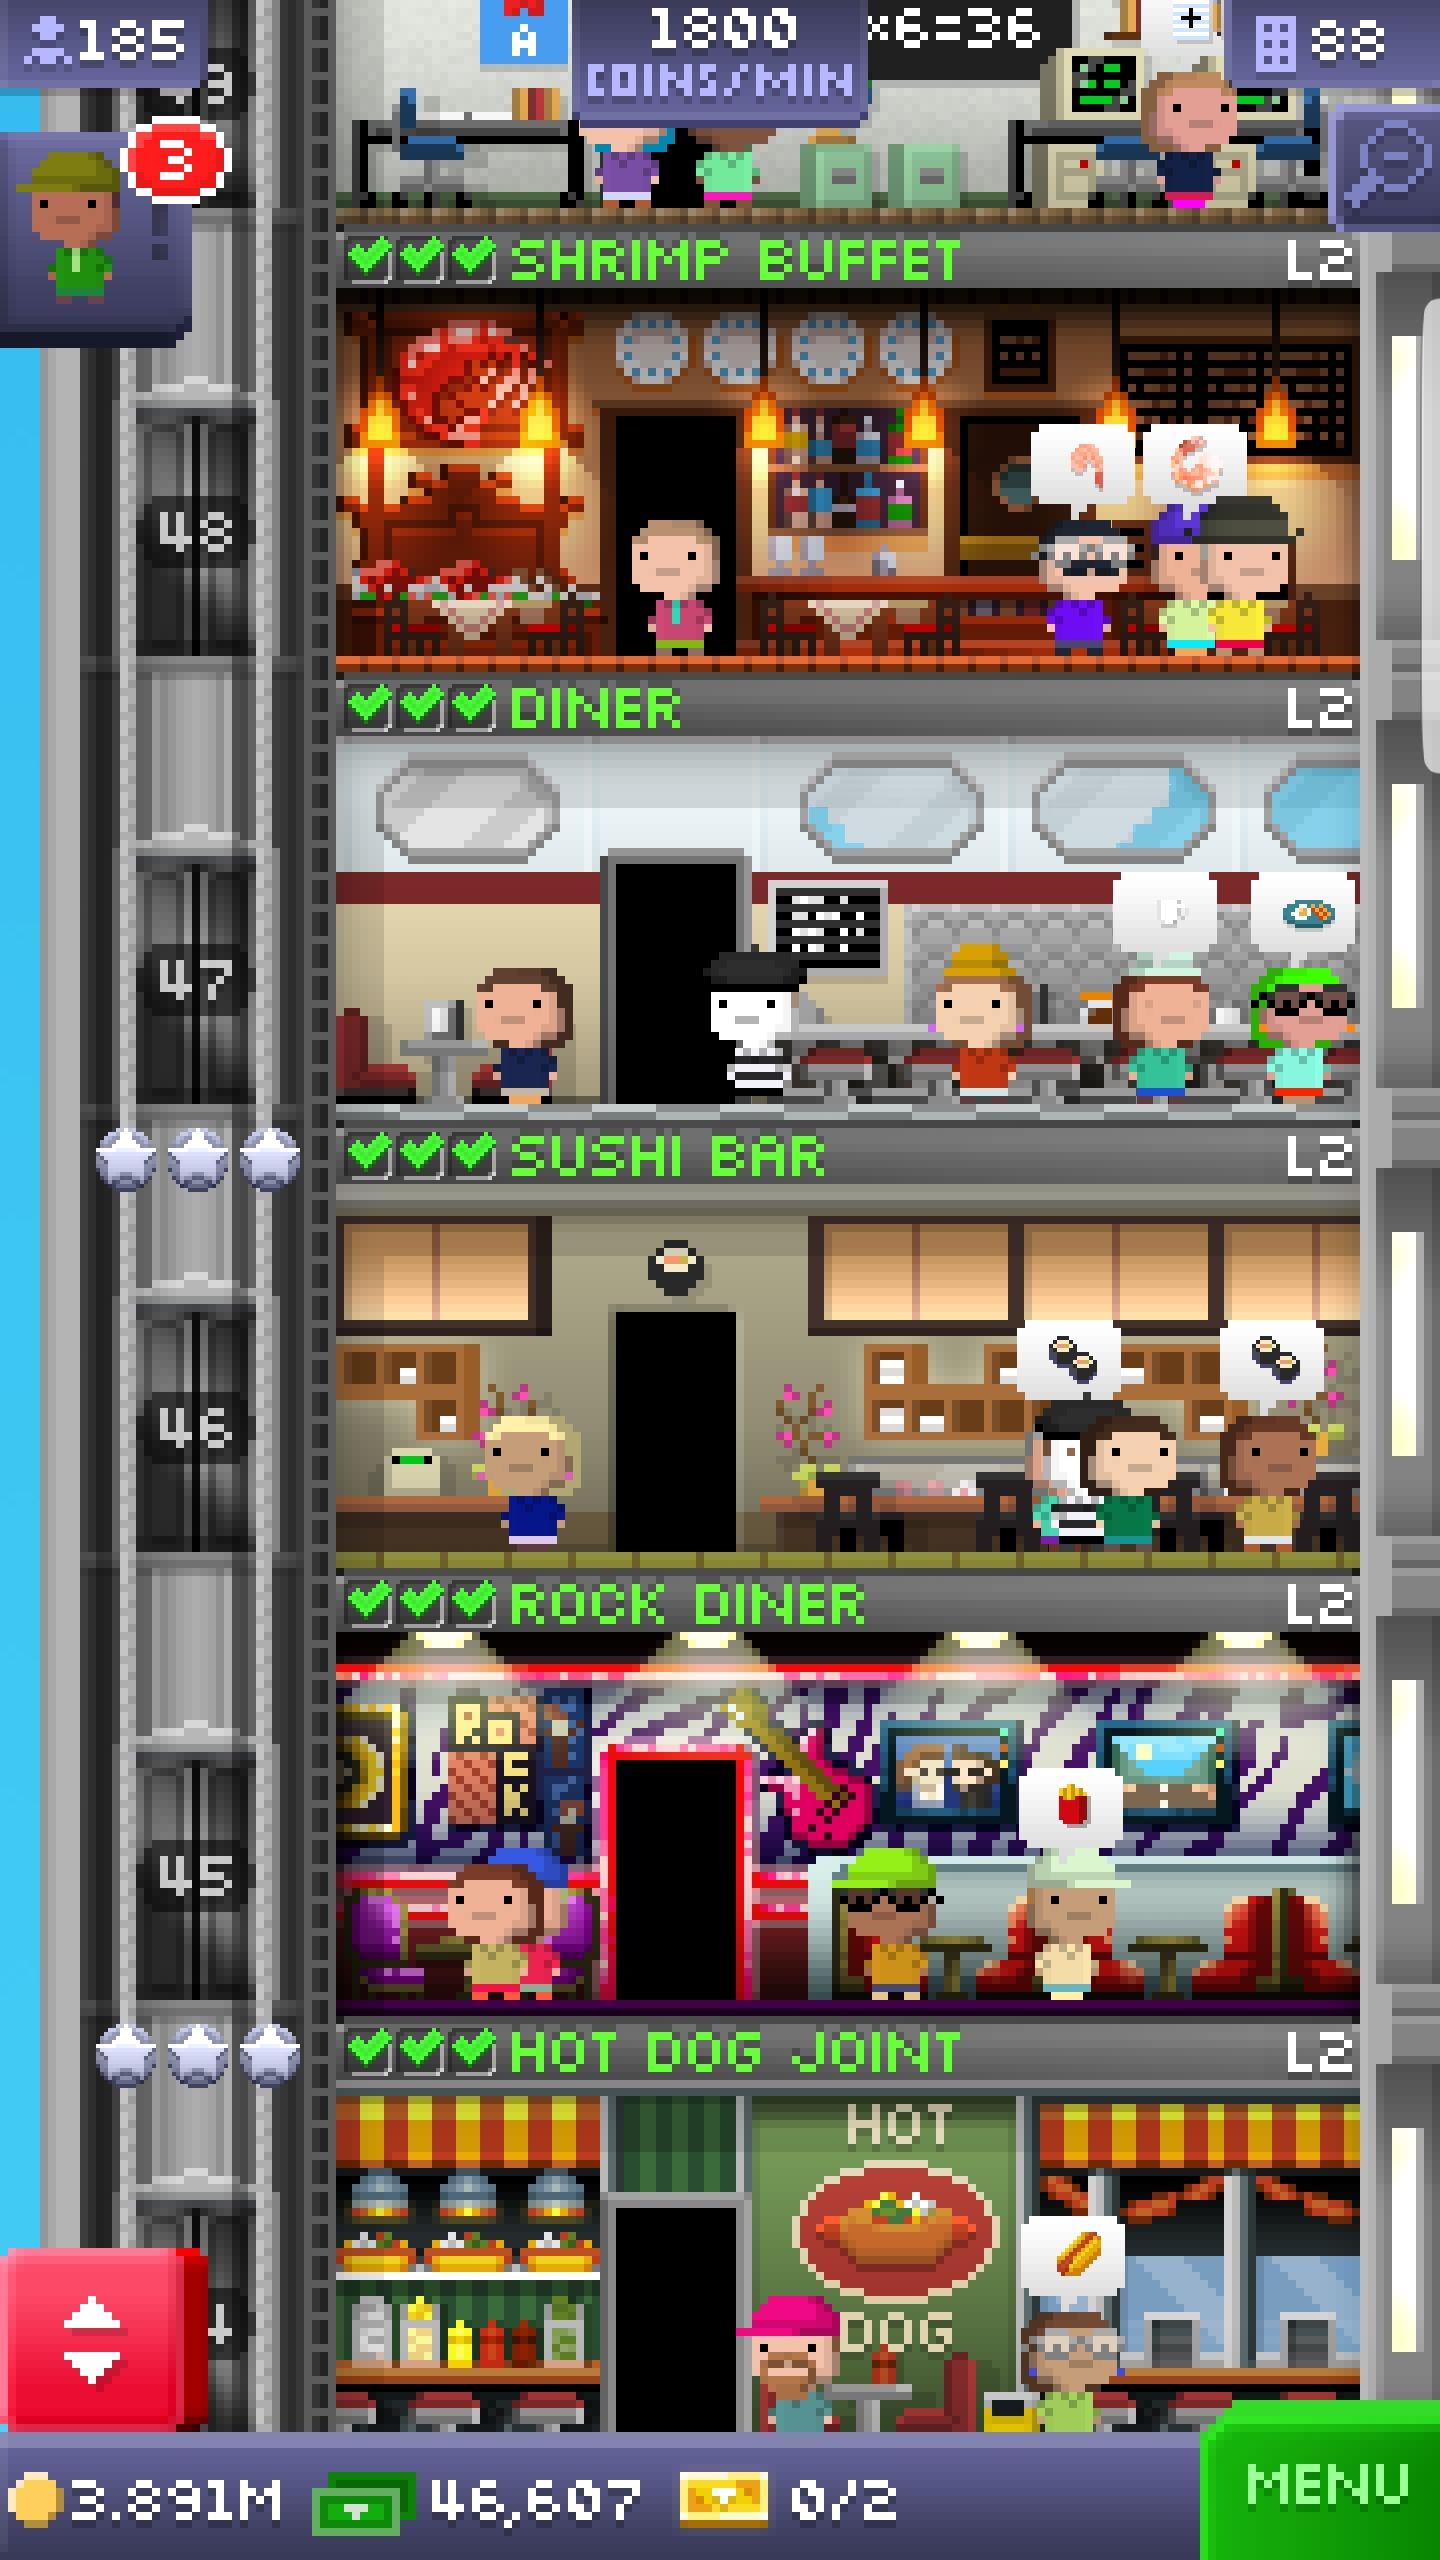 185
1800
COINS/MIN
x6=36
88
A
3
SHRIMP BUFFET L2
48
DINER L2
47
SUSHI BAR L2
46
ROCK DINER L2
ROCK
45
HOT DOG JOINT L2
HOT
DOG
3.891M 46,607 0/2
MENU